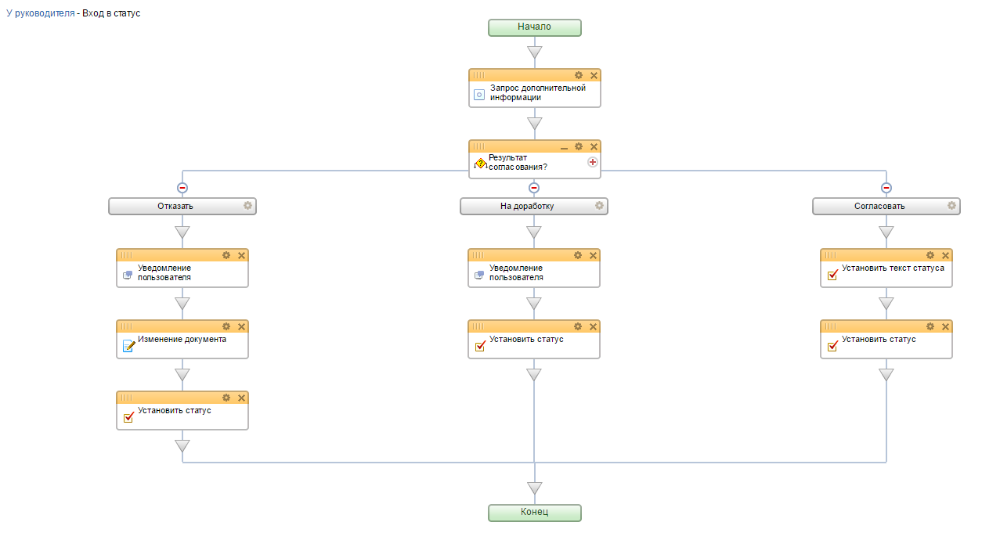 У руководителя - Вход в статус
Начало
Запрос дополнительной
информации
Результат
согласования?
Отказать
На доработку
Согласовать
Уведомление
пользователя
Уведомление
пользователя
Установить текст статуса
Изменение документа
Установить статус
Установить статус
Установить статус
Конец